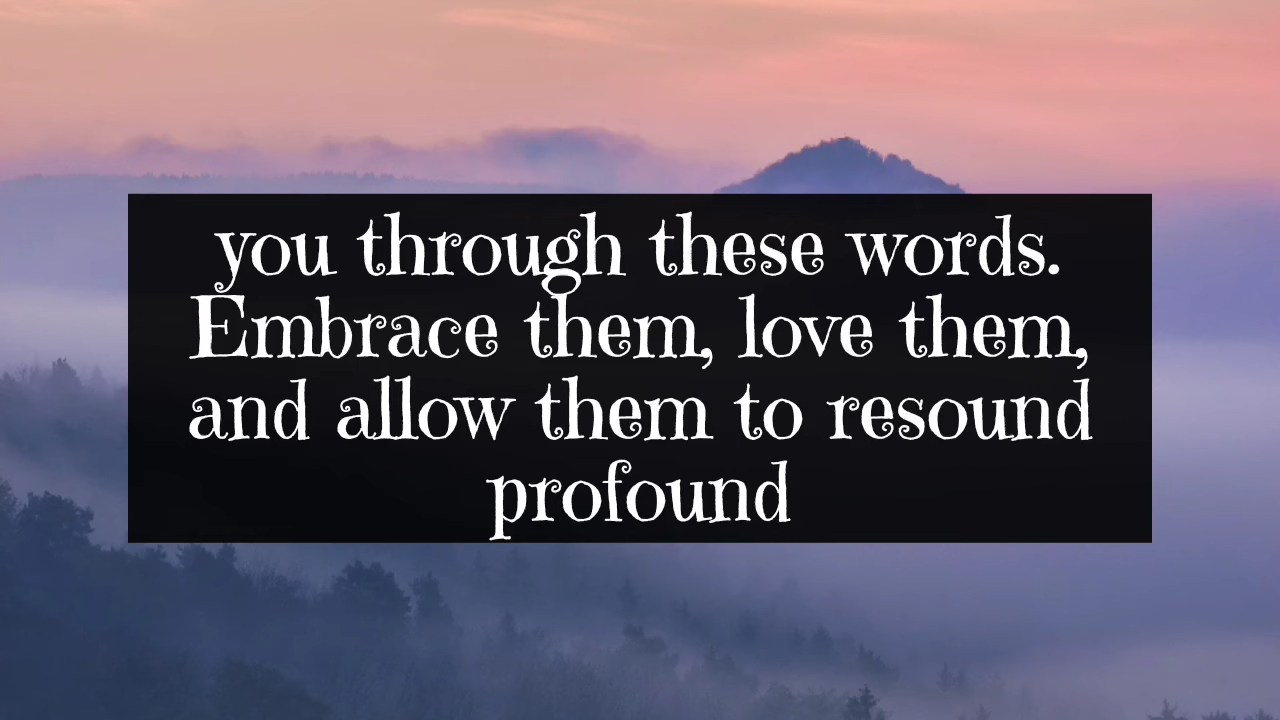 you through these words.
Embrace them, love them,
and allow them to resound
profound